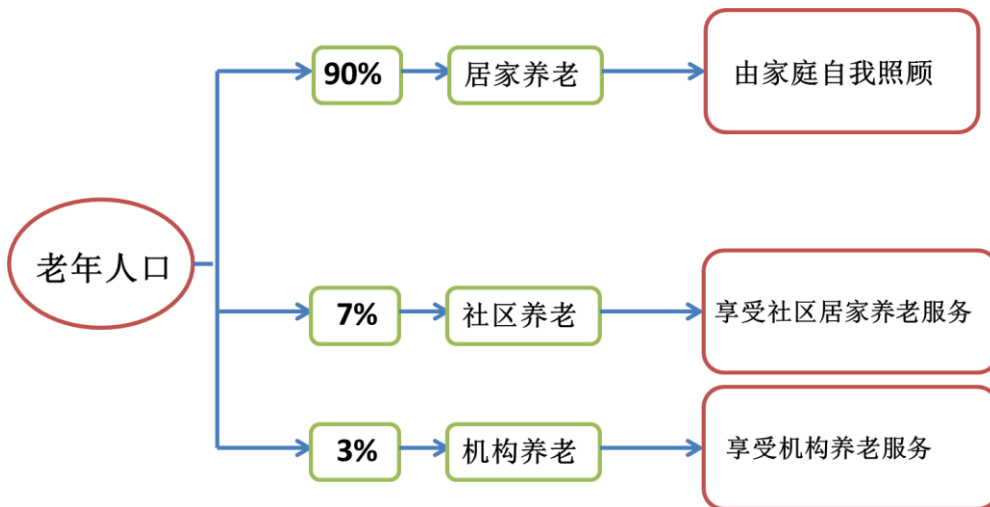 90%
居家养老
由家庭自我照顾
老年人口
7%
社区养老
享受社区居家养老服务
3%
机构养老
享受机构养老服务